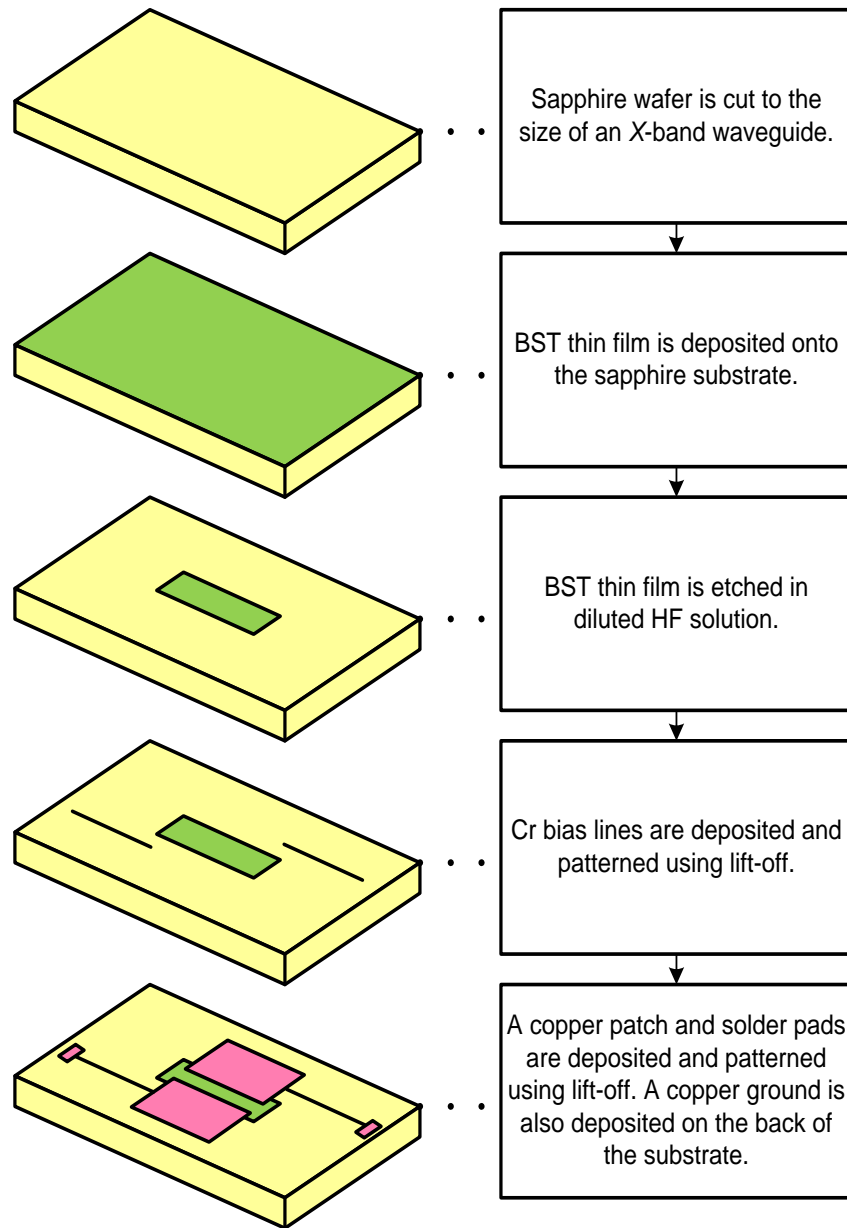 Sapphire wafer is cut to the
size of an X-band waveguide.
BST thin film is deposited onto
the sapphire substrate.
BST thin film is etched in
diluted HF solution.
Cr bias lines are deposited and
patterned using lift-off.
A copper patch and solder pads
are deposited and patterned
using lift-off. A copper ground is
also deposited on the back of
the substrate.